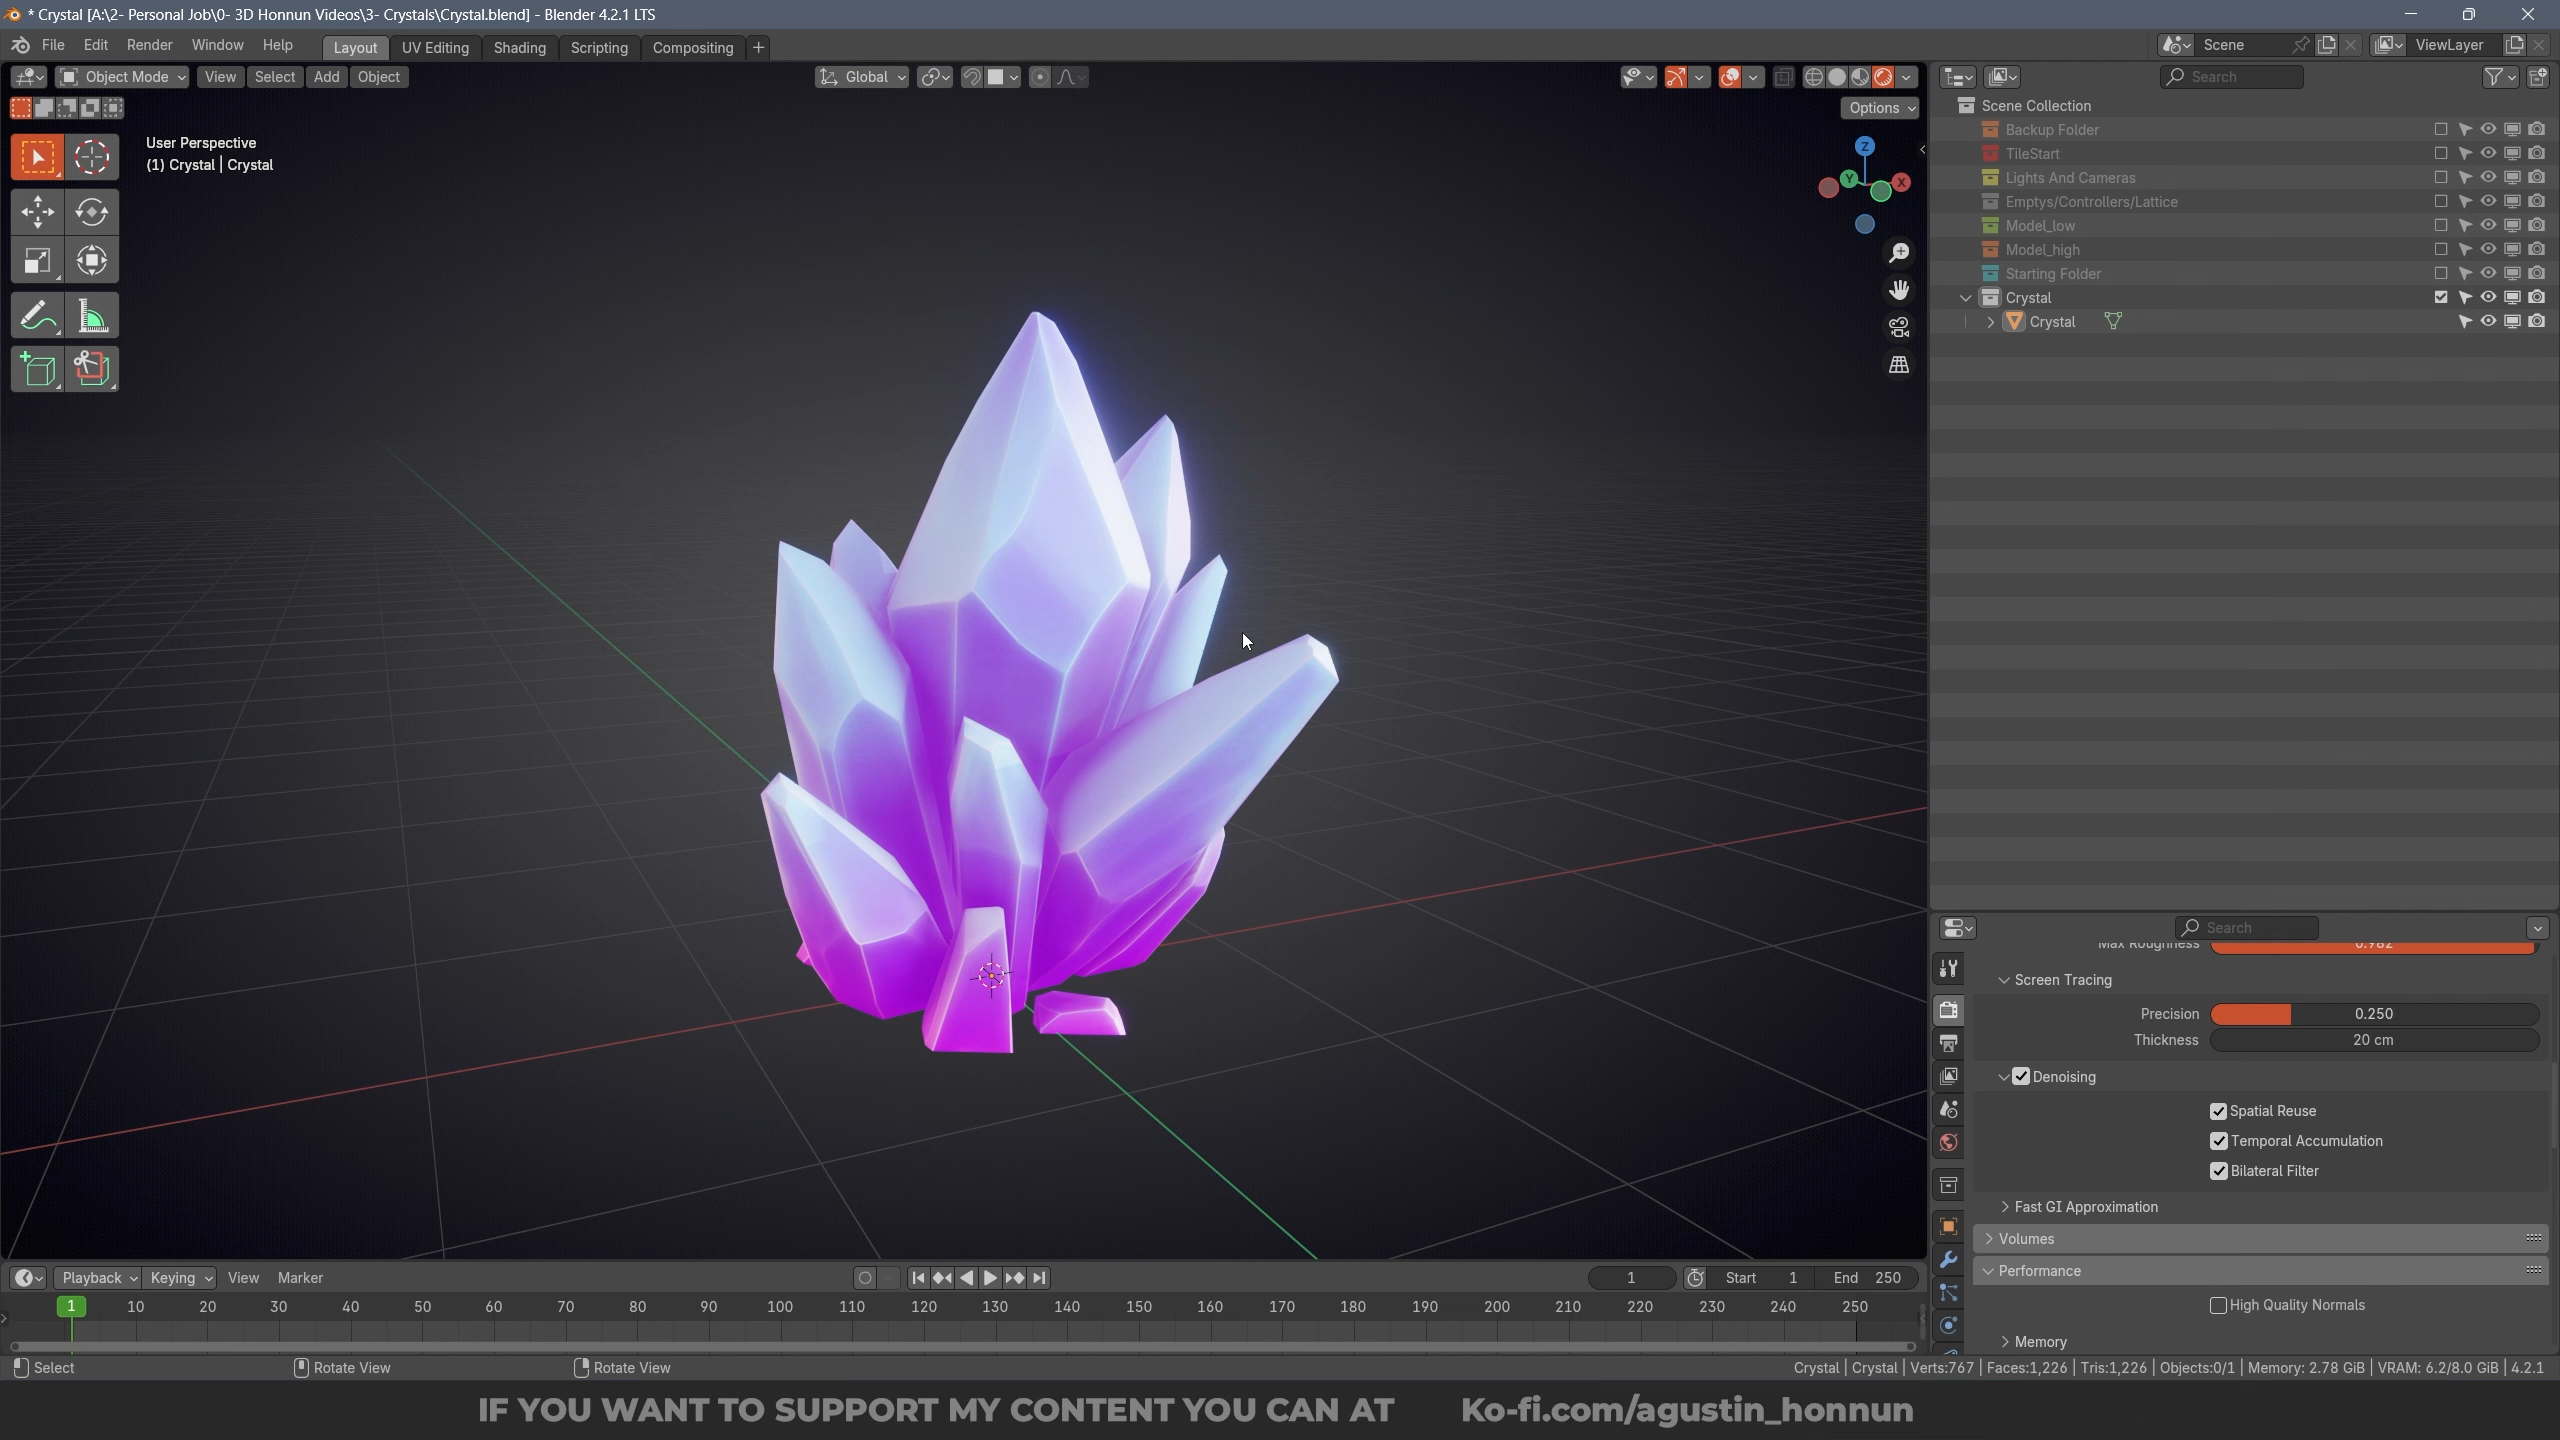 * Crystal [A:\2- Personal Job\0- 3D Honnun Videos\3- Crystals\Crystal.blend] - Blender 4.2.1 LTS
File Edit Render Window Help Layout UV Editing Shading Scripting Compositing + Scene ViewLayer
Object Mode View Select Add Object Global Search
Options
User Perspective
(1) Crystal | Crystal
Z
Y
X
Scene Collection
Backup Folder
TileStart
Lights And Cameras
Emptys/Controllers/Lattice
Model_low
Model_high
Starting Folder
Crystal
Crystal
Search
Max Roughness 0.982
Screen Tracing
Precision 0.250
Thickness 20 cm
Denoising
Spatial Reuse
Temporal Accumulation
Bilateral Filter
Fast GI Approximation
Volumes
Performance
High Quality Normals
Memory
Playback Keying View Marker 1 Start 1 End 250
1 10 20 30 40 50 60 70 80 90 100 110 120 130 140 150 160 170 180 190 200 210 220 230 240 250
Select Rotate View Rotate View Crystal | Crystal | Verts:767 | Faces:1,226 | Tris:1,226 | Objects:0/1 | Memory: 2.78 GiB | VRAM: 6.2/8.0 GiB | 4.2.1
IF YOU WANT TO SUPPORT MY CONTENT YOU CAN AT Ko-fi.com/agustin_honnun